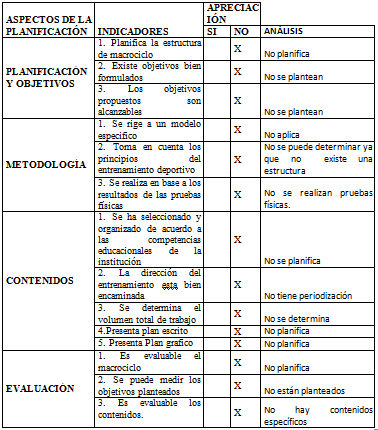 ASPECTOS DE LA PLANIFICACIÓN
INDICADORES
APRECIAC
IÓN
SI
NO
ANÁLISIS
PLANIFICACIÓN
Y OBJETIVOS
1. Planifica la estructura
de macrociclo
X
No planifica
2. Existe objetivos bien
formulados
X
No se plantean
3. Los objetivos
propuestos son
alcanzables
X
No se plantean
METODOLOGÍA
1. Se rige a un modelo
especifico
X
No aplica
2. Toma en cuenta los
principios del
entrenamiento deportivo
X
No se puede determinar ya
que no existe una
estructura
3. Se realiza en base a los
resultados de las pruebas
físicas
X
No se realizan pruebas
físicas.
CONTENIDOS
1. Se ha seleccionado y
organizado de acuerdo a
las competencias
educacionales de la
institución
X
No se planifica
2. La dirección del
entrenamiento esta bien
encaminada
X
No tiene periodización
3. Se determina el
volumen total de trabajo
X
No se determina
4.Presenta plan escrito
X
No planifica
5. Presenta Plan grafico
X
No planifica
EVALUACIÓN
1. Es evaluable el
macrociclo
X
No planifica
2. Se puede medir los
objetivos planteados
X
No están planteados
3. Es evaluable los
contenidos.
X
No hay contenidos
específicos